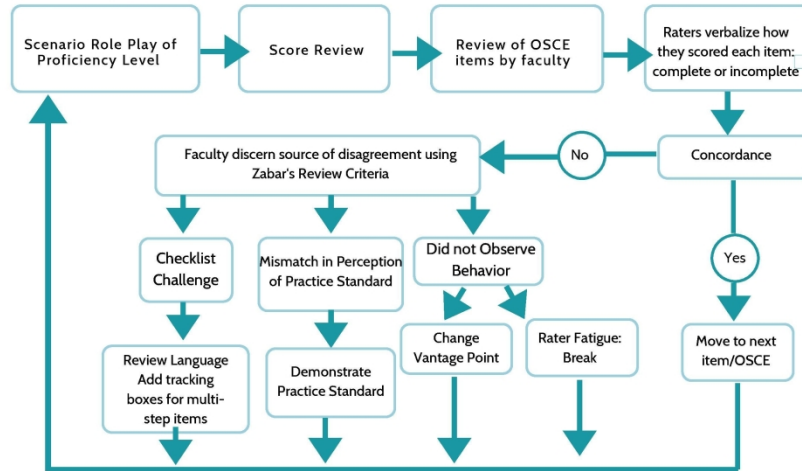 Scenario Role Play of
Proficiency Level
Score Review
Review of OSCE
items by faculty
Raters verbalize how
they scored each item:
complete or incomplete
Faculty discern source of disagreement using
Zabar's Review Criteria
No
Concordance
Checklist
Challenge
Mismatch in Perception
of Practice Standard
Did not Observe
Behavior
Yes
Review Language
Add tracking
boxes for multi-
step items
Demonstrate
Practice Standard
Change
Vantage Point
Rater Fatigue:
Break
Move to next
item/OSCE